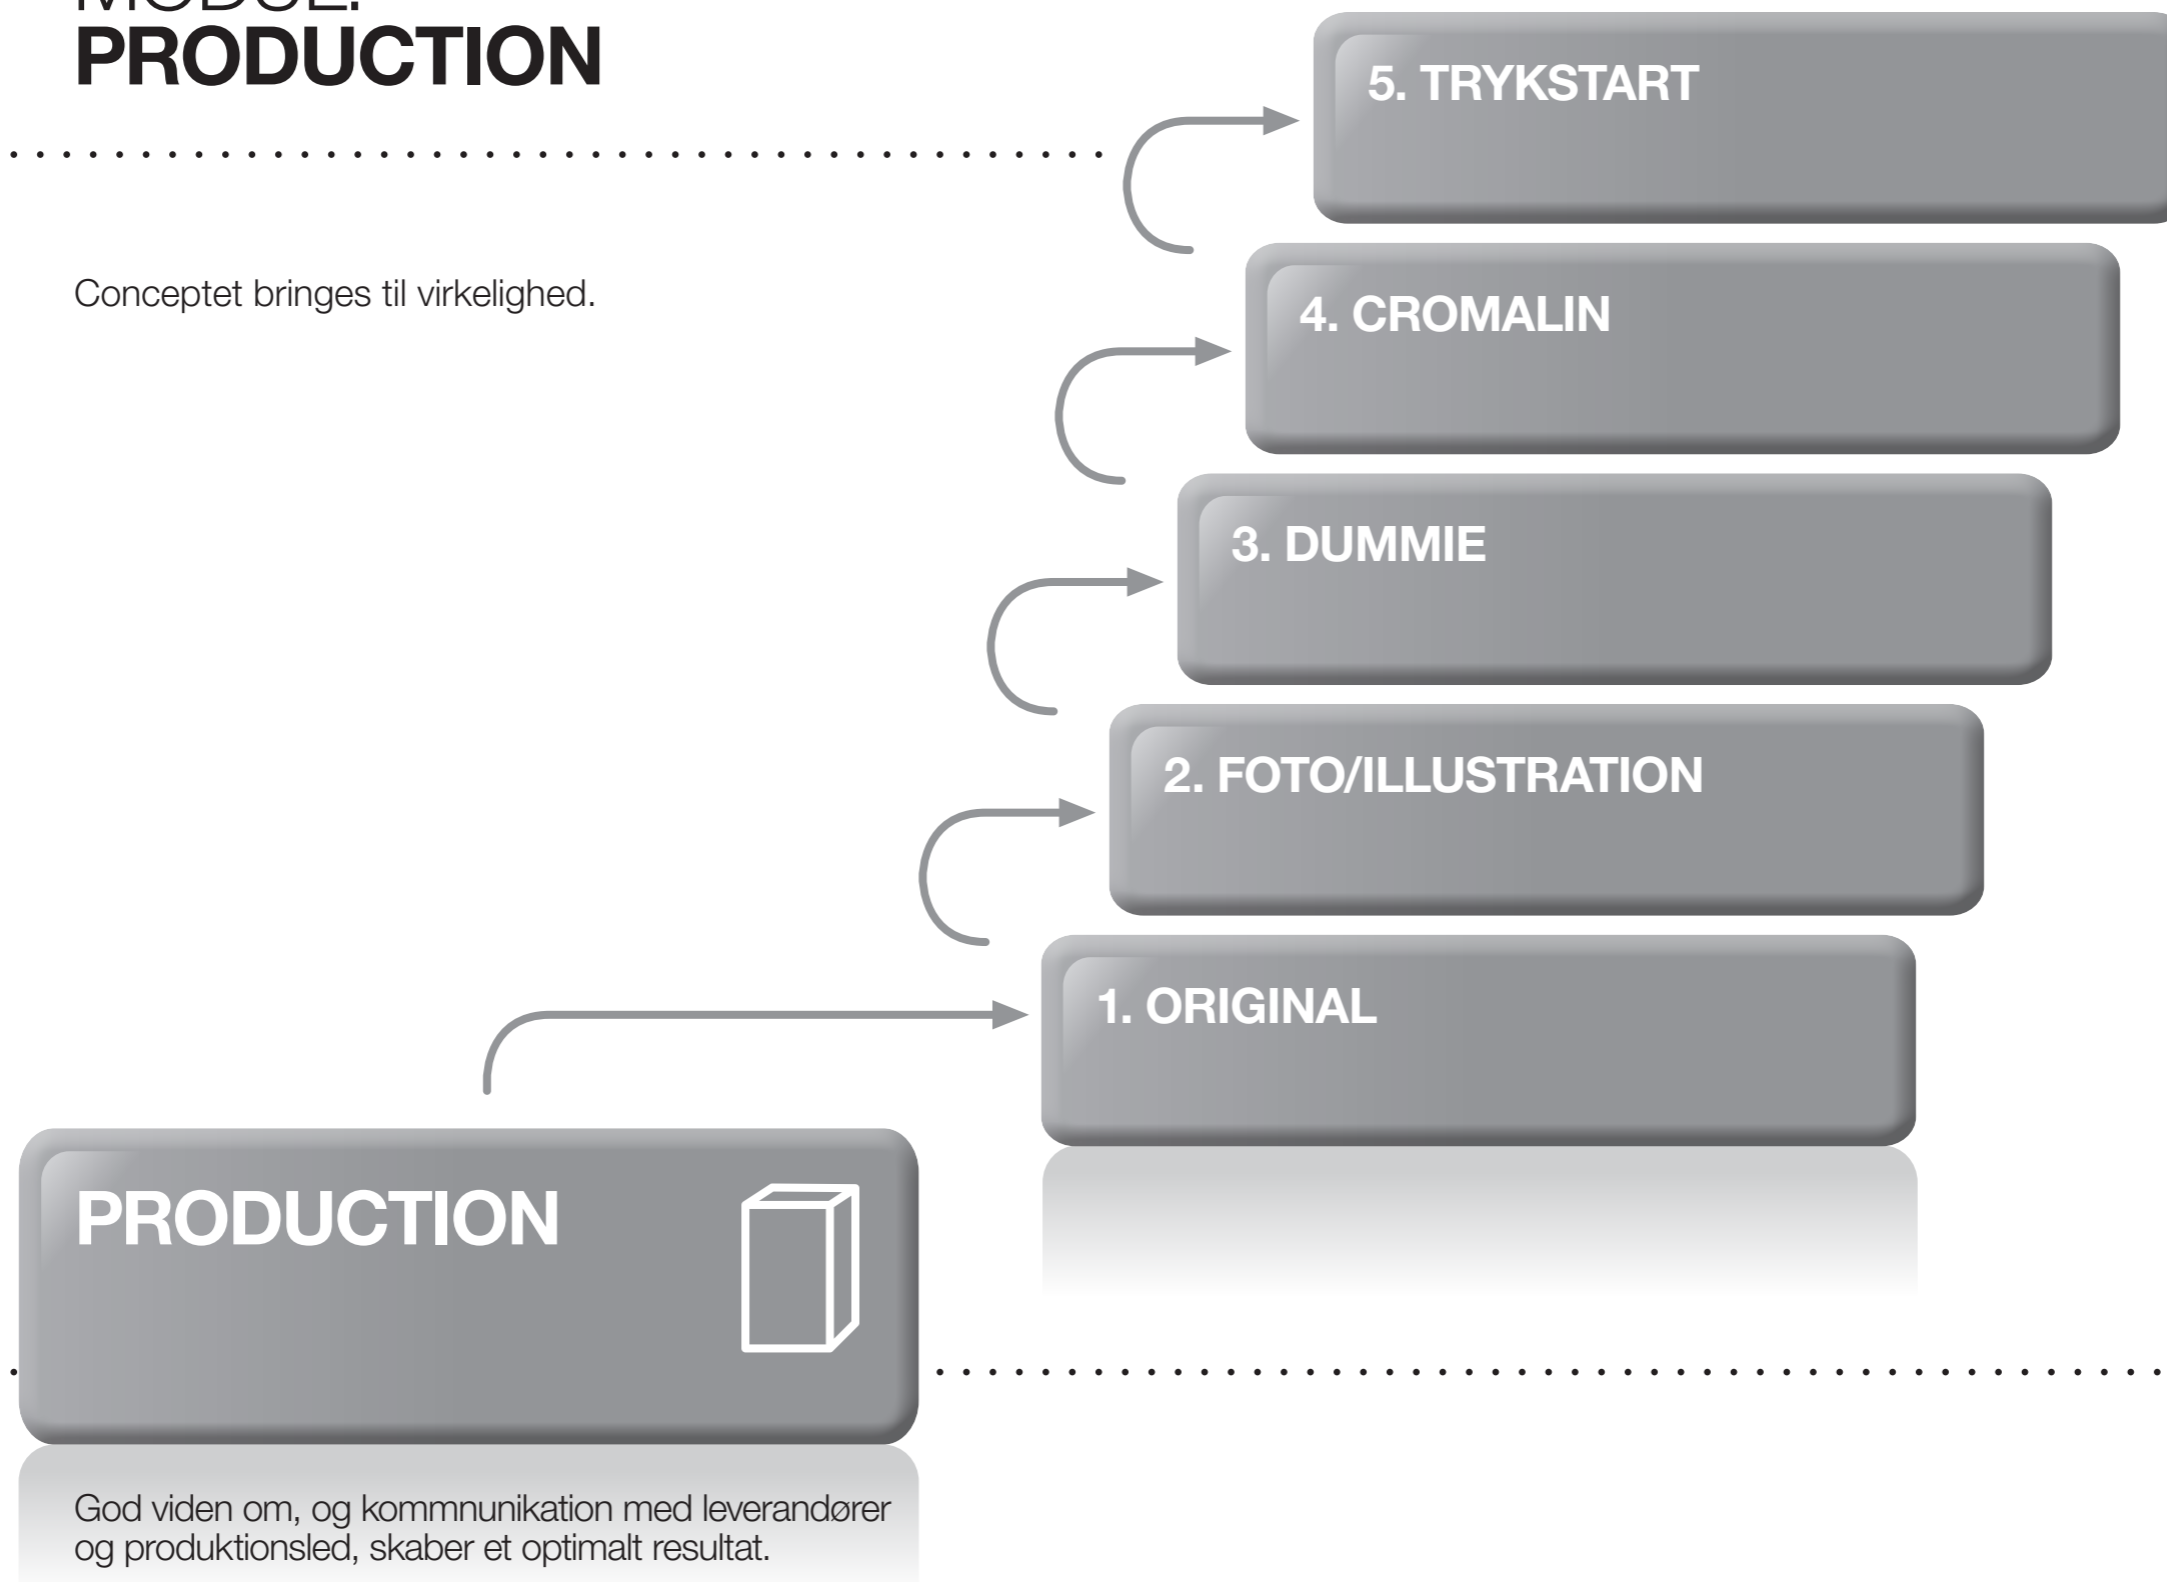 PRODUCTION
Conceptet bringes til virkelighed.
5. TRYKSTART
4. CROMALIN
3. DUMMIE
2. FOTO/ILLUSTRATION
1. ORIGINAL
PRODUCTION
God viden om, og kommnunikation med leverandører
og produktionsled, skaber et optimalt resultat.